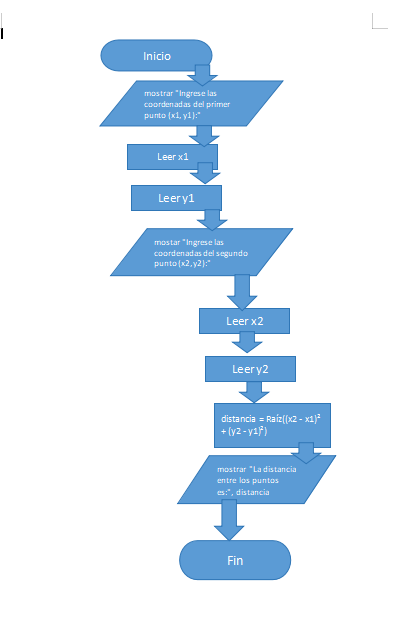 Inicio
mostrar "Ingrese las
coordenadas del primer
punto (x1, y1):"
Leer x1
Leer y1
mostar "Ingrese las
coordenadas del segundo
punto (x2, y2):"
Leer x2
Leer y2
distancia = Raíz((x2 - x1)²
+ (y2 - y1)²)
mostrar "La distancia
entre los puntos
es:", distancia
Fin